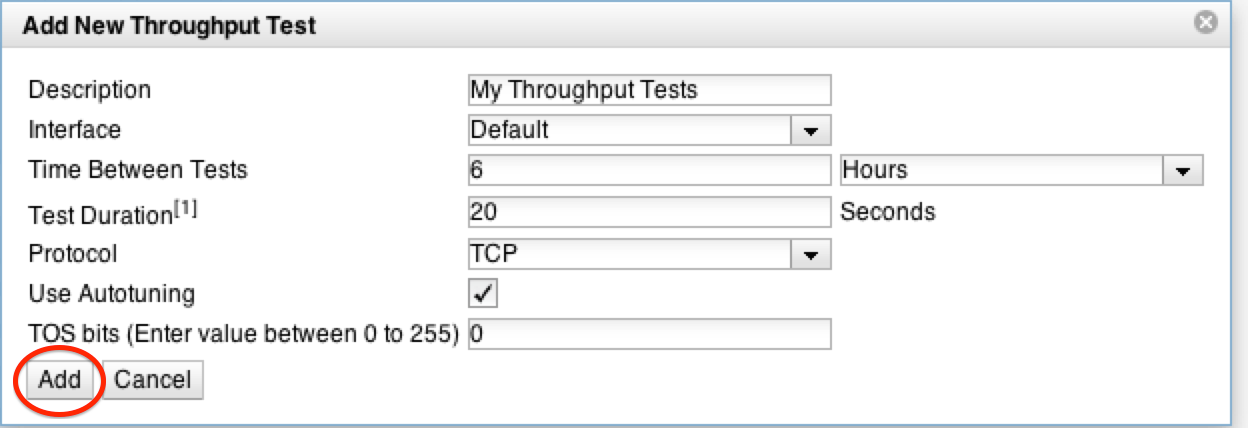 Add New Throughput Test
Description My Throughput Tests
Interface Default
Time Between Tests 6 Hours
Test Duration[1] 20 Seconds
Protocol TCP
Use Autotuning
TOS bits (Enter value between 0 to 255) 0
Add Cancel